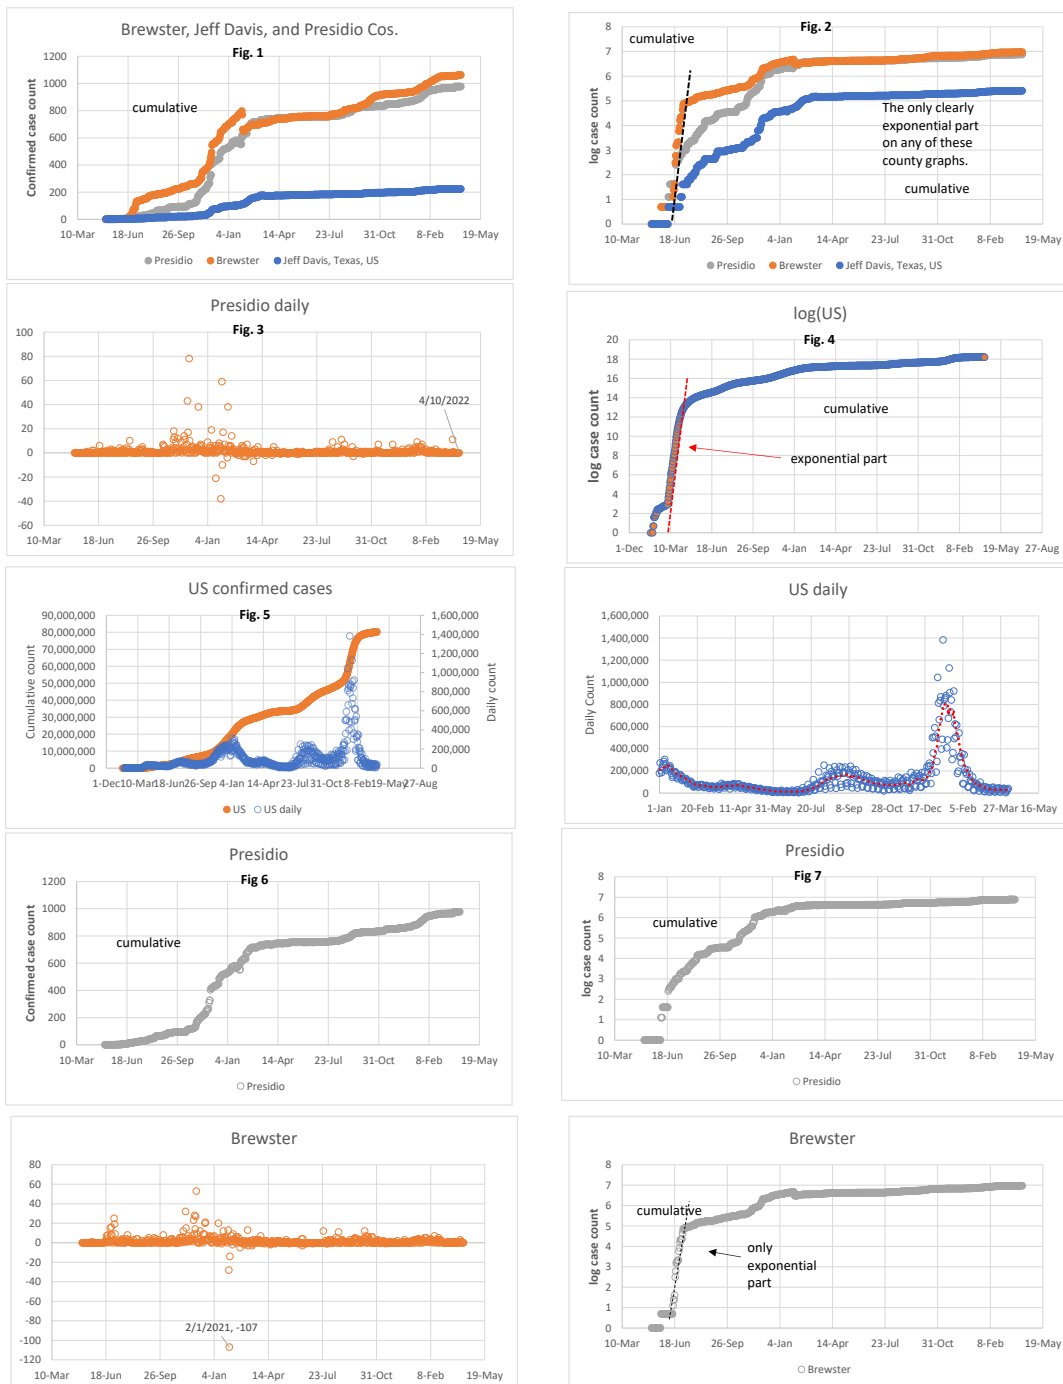 Brewster, Jeff Davis, and Presidio Cos.
Fig. 1
1200
1000
800
600
400
200
0
Confirmed case count
cumulative
10-Mar 18-Jun 26-Sep 4-Jan 14-Apr 23-Jul 31-Oct 8-Feb 19-May
Presidio Brewster Jeff Davis, Texas, US
Fig. 2
8
7
6
5
4
3
2
1
0
log case count
cumulative
The only clearly
exponential part
on any of these
county graphs.
cumulative
10-Mar 18-Jun 26-Sep 4-Jan 14-Apr 23-Jul 31-Oct 8-Feb 19-May
Presidio Brewster Jeff Davis, Texas, US
Presidio daily
Fig. 3
100
80
60
40
20
0
-20
-40
-60
4/10/2022
10-Mar 18-Jun 26-Sep 4-Jan 14-Apr 23-Jul 31-Oct 8-Feb 19-May
log(US)
Fig. 4
20
18
16
14
12
10
8
6
4
2
0
log case count
cumulative
exponential part
1-Dec 10-Mar 18-Jun 26-Sep 4-Jan 14-Apr 23-Jul 31-Oct 8-Feb 19-May 27-Aug
US confirmed cases
Fig. 5
90,000,000
80,000,000
70,000,000
60,000,000
50,000,000
40,000,000
30,000,000
20,000,000
10,000,000
0
Cumulative count
1,600,000
1,400,000
1,200,000
1,000,000
800,000
600,000
400,000
200,000
0
Daily count
1-Dec 10-Mar 18-Jun 26-Sep 4-Jan 14-Apr 23-Jul 31-Oct 8-Feb 19-May 27-Aug
US US daily
US daily
1,600,000
1,400,000
1,200,000
1,000,000
800,000
600,000
400,000
200,000
0
Daily Count
1-Jan 20-Feb 11-Apr 31-May 20-Jul 8-Sep 28-Oct 17-Dec 5-Feb 27-Mar 16-May
Presidio
Fig 6
1200
1000
800
600
400
200
0
Confirmed case count
cumulative
10-Mar 18-Jun 26-Sep 4-Jan 14-Apr 23-Jul 31-Oct 8-Feb 19-May
Presidio
Presidio
Fig 7
8
7
6
5
4
3
2
1
0
log case count
cumulative
10-Mar 18-Jun 26-Sep 4-Jan 14-Apr 23-Jul 31-Oct 8-Feb 19-May
Presidio
Brewster
80
60
40
20
0
-20
-40
-60
-80
-100
-120
2/1/2021, -107
10-Mar 18-Jun 26-Sep 4-Jan 14-Apr 23-Jul 31-Oct 8-Feb 19-May
Brewster
8
7
6
5
4
3
2
1
0
log case count
cumulative
only
exponential
part
10-Mar 18-Jun 26-Sep 4-Jan 14-Apr 23-Jul 31-Oct 8-Feb 19-May
Brewster